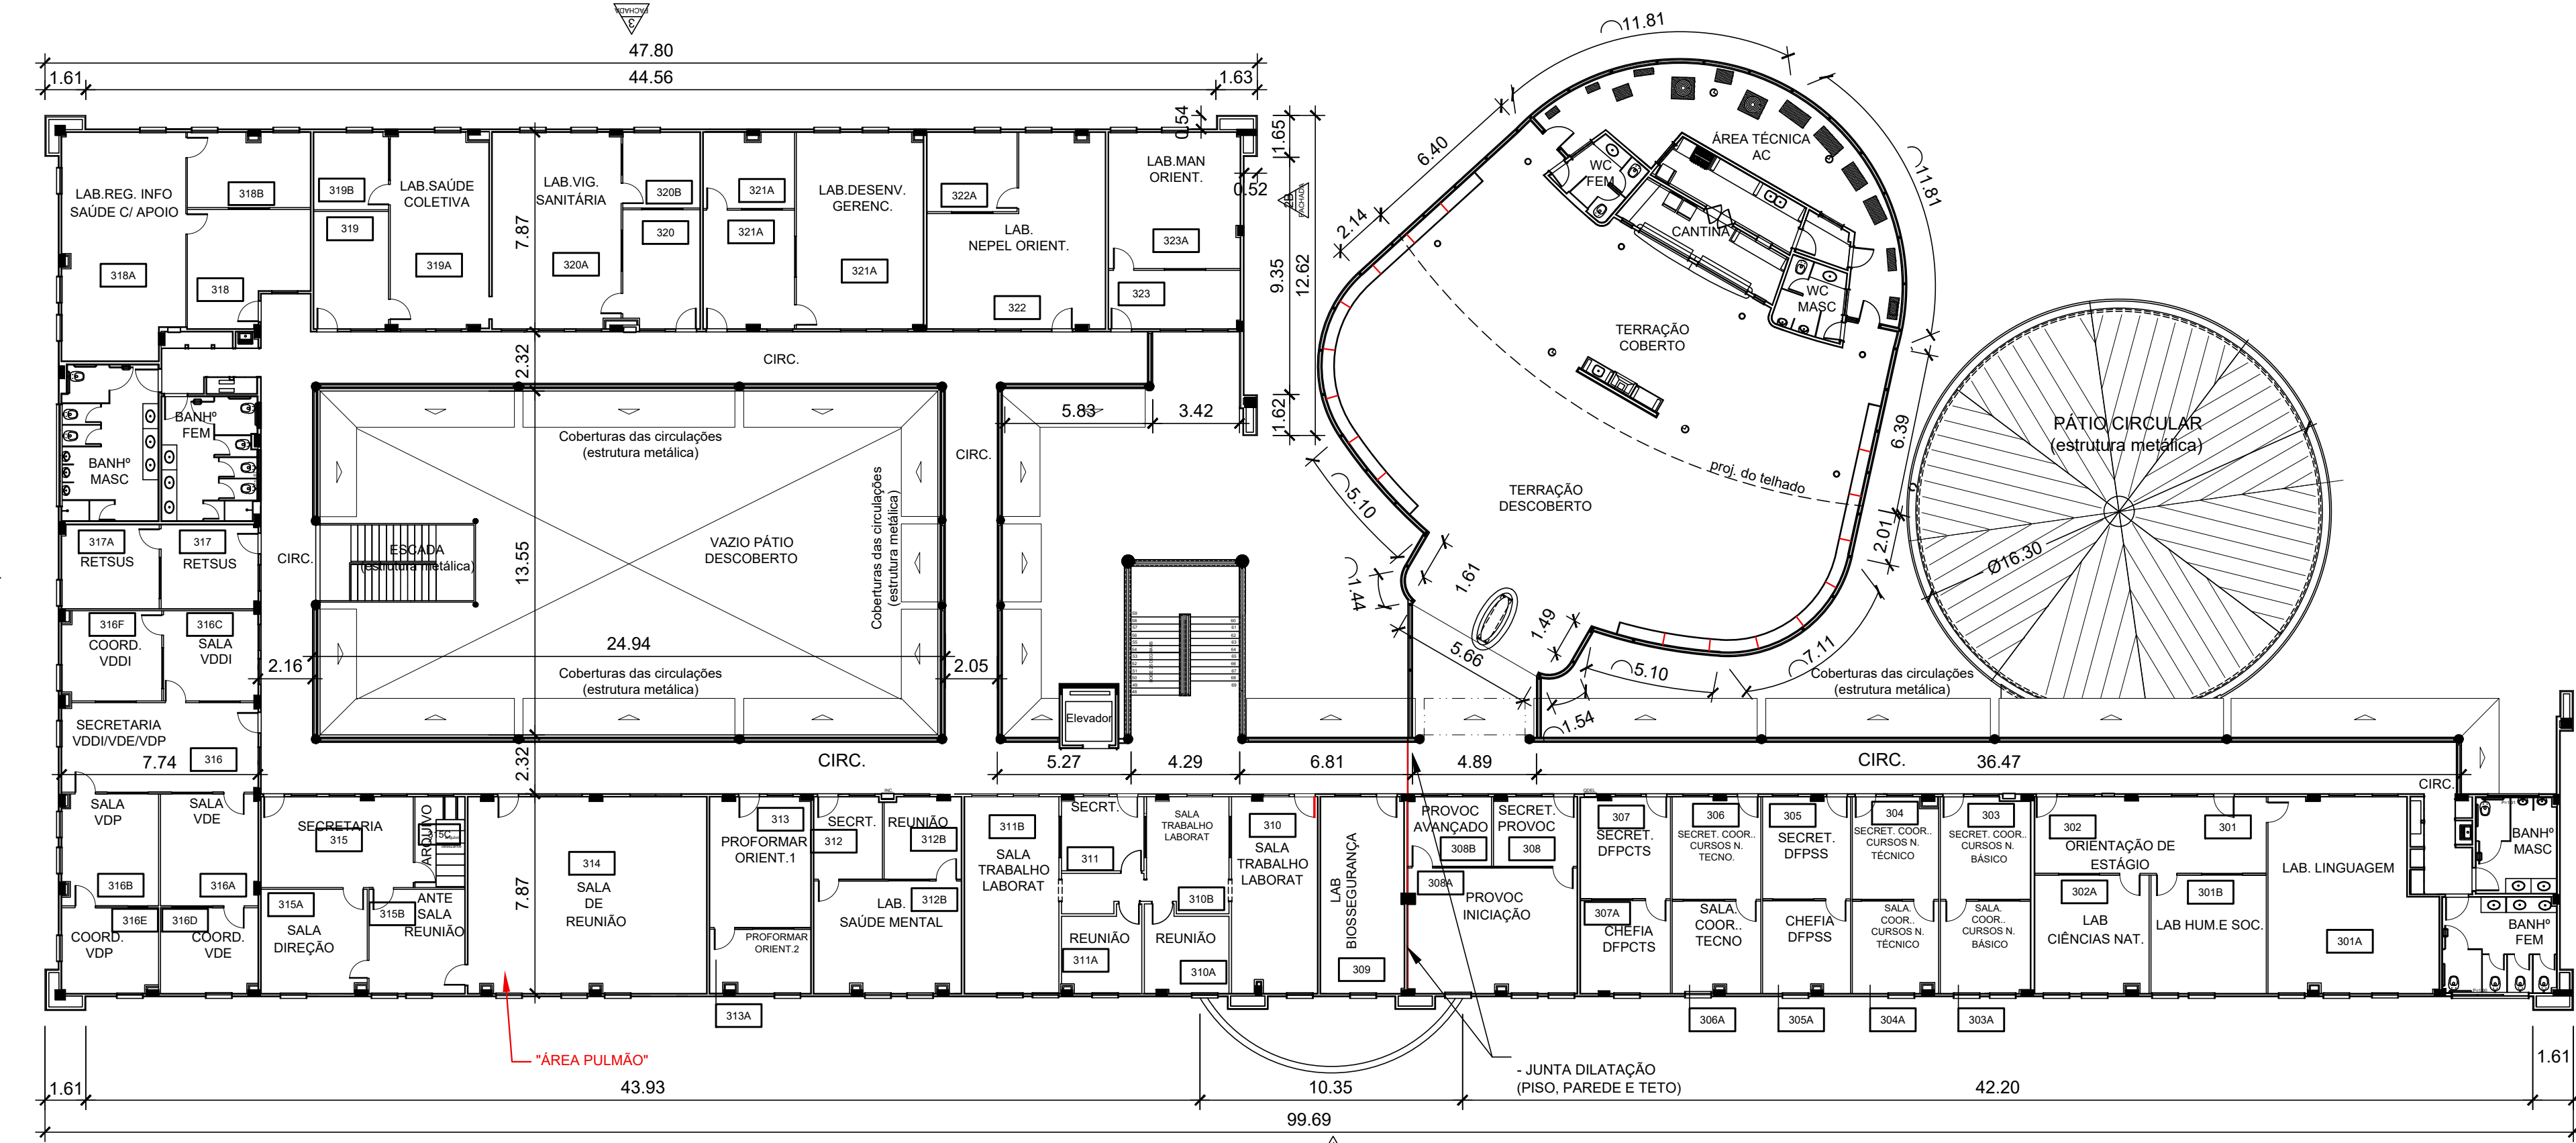 FACHADA
3
47.80
1.61
44.56
1.63
11.81
0.54
1.65
6.40
ÁREA TÉCNICA
AC
WC
FEM
11.81
LAB.REG. INFO
SAÚDE C/ APOIO
318B
319B
LAB.SAÚDE
COLETIVA
LAB.VIG.
SANITÁRIA
320B
321A
LAB.DESENV.
GERENC.
322A
LAB.MAN
ORIENT.
0.52
2B
FACHADA
319
7.87
320
321A
LAB.
NEPEL ORIENT.
323A
2.14
CANTINA
318A
318
319A
320A
321A
322
323
9.35
12.62
WC
MASC
TERRAÇÃO
COBERTO
CIRC.
2.32
BANHº
FEM
BANHº
MASC
5.83
3.42
1.62
Coberturas das circulações
(estrutura metálica)
CIRC.
Coberturas das circulações
(estrutura metálica)
6.39
PÁTIO CIRCULAR
(estrutura metálica)
proj. do telhado
TERRAÇÃO
DESCOBERTO
5.10
2.01
317A
RETSUS
317
RETSUS
CIRC.
ESCADA
(estrutura metálica)
13.55
VAZIO PÁTIO
DESCOBERTO
Ø16.30
1.44
1.61
1.49
316F
COORD.
VDDI
316C
SALA
VDDI
24.94
2.16
2.05
5.66
5.10
7.11
Coberturas das circulações
(estrutura metálica)
Coberturas das circulações
(estrutura metálica)
Elevador
1.54
SECRETARIA
VDDI/VDE/VDP
316
7.74
2.32
CIRC.
5.27
4.29
6.81
4.89
CIRC.
36.47
CIRC.
SALA
VDP
SALA
VDE
SECRETARIA
315
ARQUIVO
316B
316A
315A
315B
ANTE
SALA
REUNIÃO
316E
316D
COORD.
VDP
COORD.
VDE
SALA
DIREÇÃO
7.87
314
SALA
DE
REUNIÃO
313
PROFORMAR
ORIENT.1
PROFORMAR
ORIENT.2
313A
SECRT.
312
REUNIÃO
312B
LAB.
SAÚDE MENTAL
312B
311B
SALA
TRABALHO
LABORAT
SECRT.
311
SALA
TRABALHO
LABORAT
310B
REUNIÃO
311A
REUNIÃO
310A
310
SALA
TRABALHO
LABORAT
LAB
BIOSSEGURANÇA
309
PROVOC
AVANÇADO
308B
SECRET.
PROVOC
308
308A
PROVOC
INICIAÇÃO
307
SECRET.
DFPCTS
307A
CHEFIA
DFPCTS
306
SECRET. COOR..
CURSOS N.
TECNO.
SALA.
COOR..
TECNO
306A
305
SECRET.
DFPSS
CHEFIA
DFPSS
305A
304
SECRET. COOR..
CURSOS N.
TÉCNICO
SALA.
COOR..
CURSOS N.
TÉCNICO
304A
303
SECRET. COOR..
CURSOS N.
BÁSICO
SALA.
COOR..
CURSOS N.
BÁSICO
303A
302
301
ORIENTAÇÃO DE
ESTÁGIO
302A
LAB
CIÊNCIAS NAT.
301B
LAB HUM.E SOC.
LAB. LINGUAGEM
301A
BANHº
MASC
BANHº
FEM
"ÁREA PULMÃO"
- JUNTA DILATAÇÃO
(PISO, PAREDE E TETO)
1.61
43.93
10.35
42.20
1.61
99.69